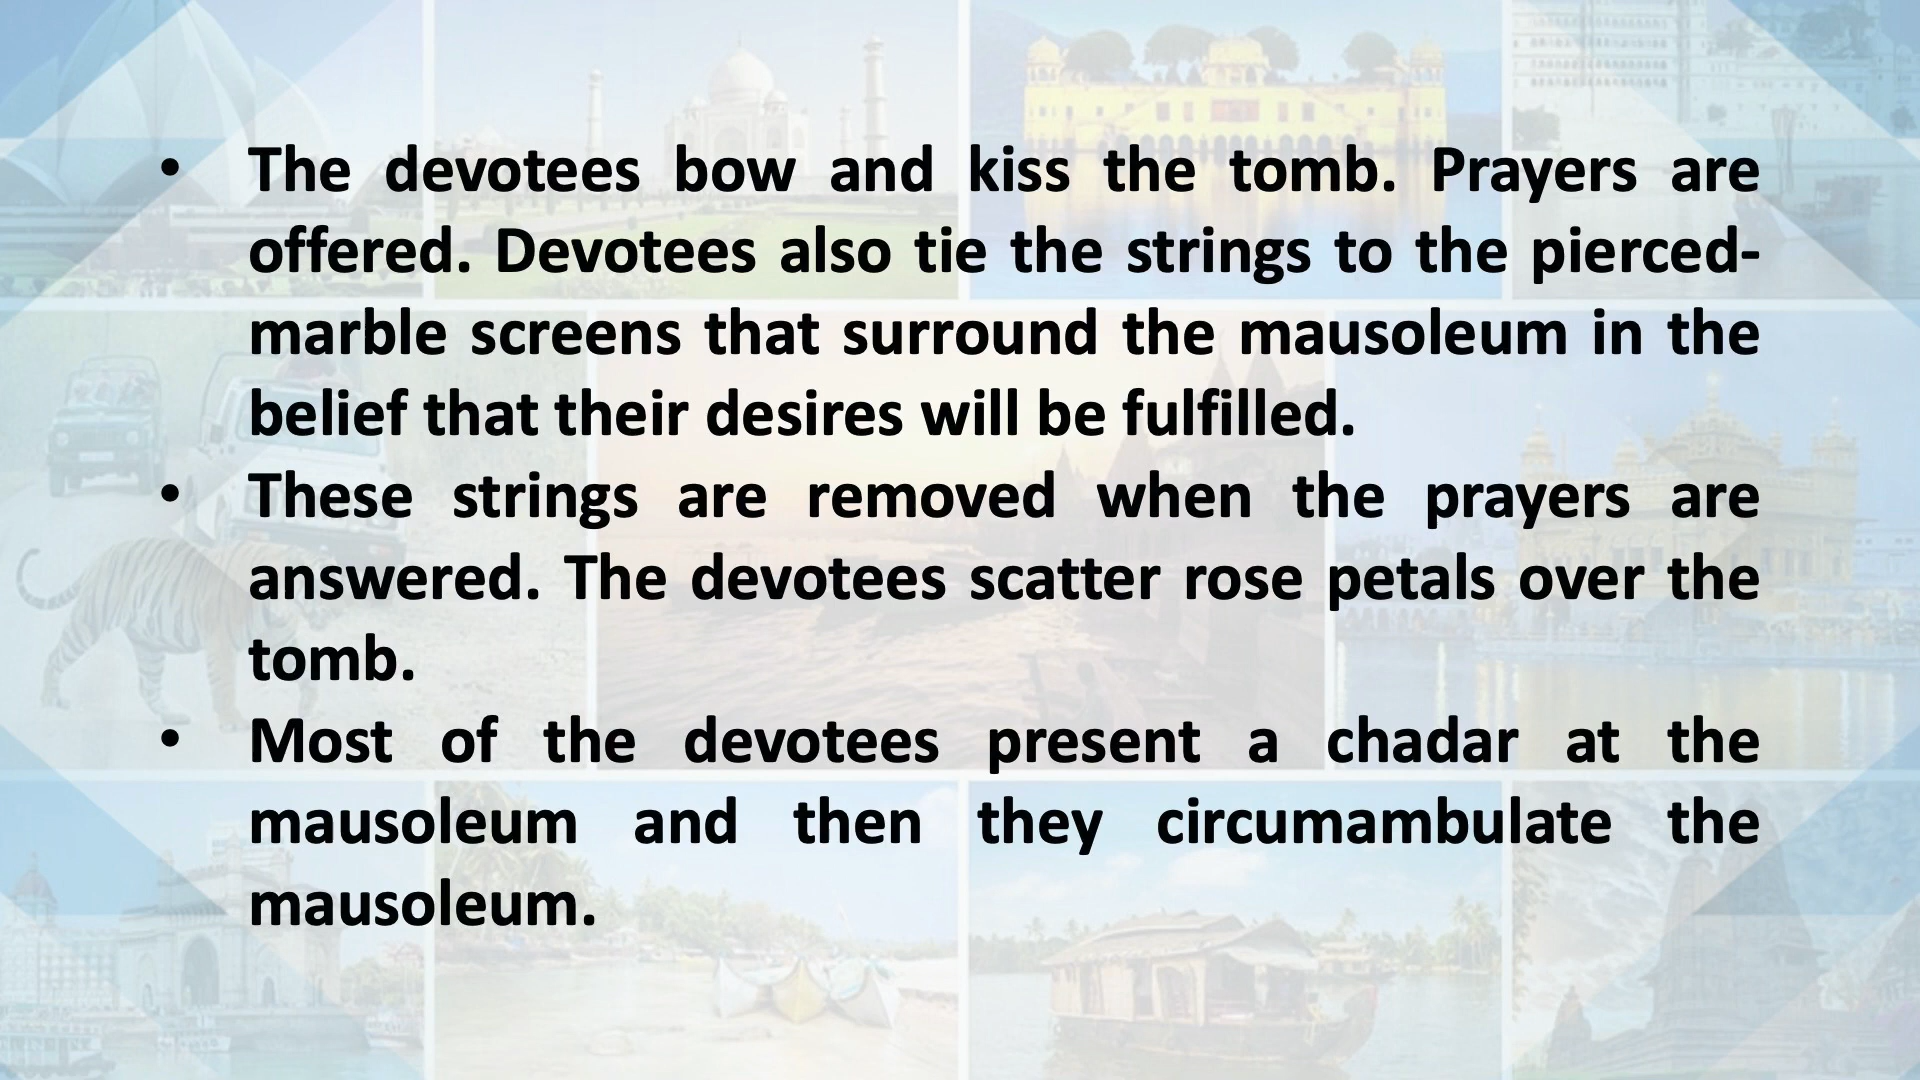 • The devotees bow and kiss the tomb. Prayers are
offered. Devotees also tie the strings to the pierced-
marble screens that surround the mausoleum in the
belief that their desires will be fulfilled.
• These strings are removed when the prayers are
answered. The devotees scatter rose petals over the
tomb.
• Most of the devotees present a chadar at the
mausoleum and then they circumambulate the
mausoleum.